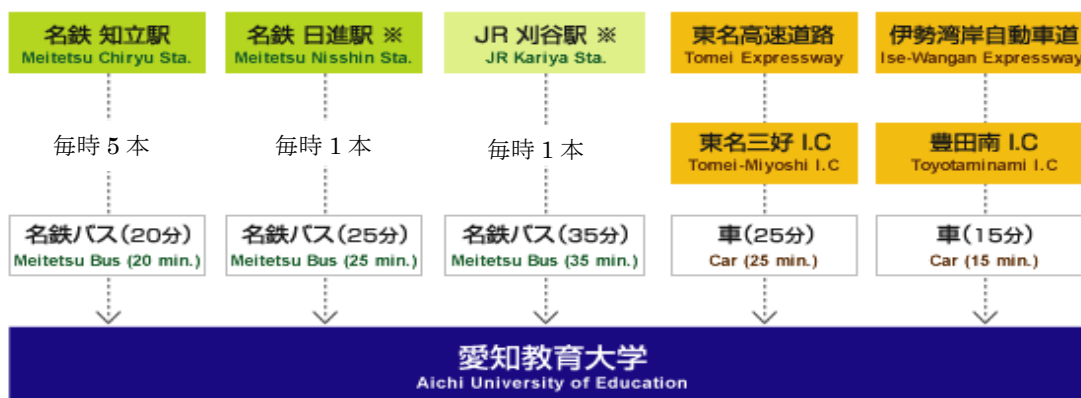 名鉄 知立駅
Meitetsu Chiryu Sta.
名鉄 日進駅 ※
Meitetsu Nisshin Sta.
JR 刈谷駅 ※
JR Kariya Sta.
東名高速道路
Tomei Expressway
伊勢湾岸自動車道
Ise-Wangan Expressway
毎時 5 本
毎時 1 本
毎時 1 本
東名三好 I.C
Tomei-Miyoshi I.C
豊田南 I.C
Toyotaminami I.C
名鉄バス(20分)
Meitetsu Bus (20 min.)
名鉄バス(25分)
Meitetsu Bus (25 min.)
名鉄バス(35分)
Meitetsu Bus (35 min.)
車(25分)
Car (25 min.)
車(15分)
Car (15 min.)
愛知教育大学
Aichi University of Education